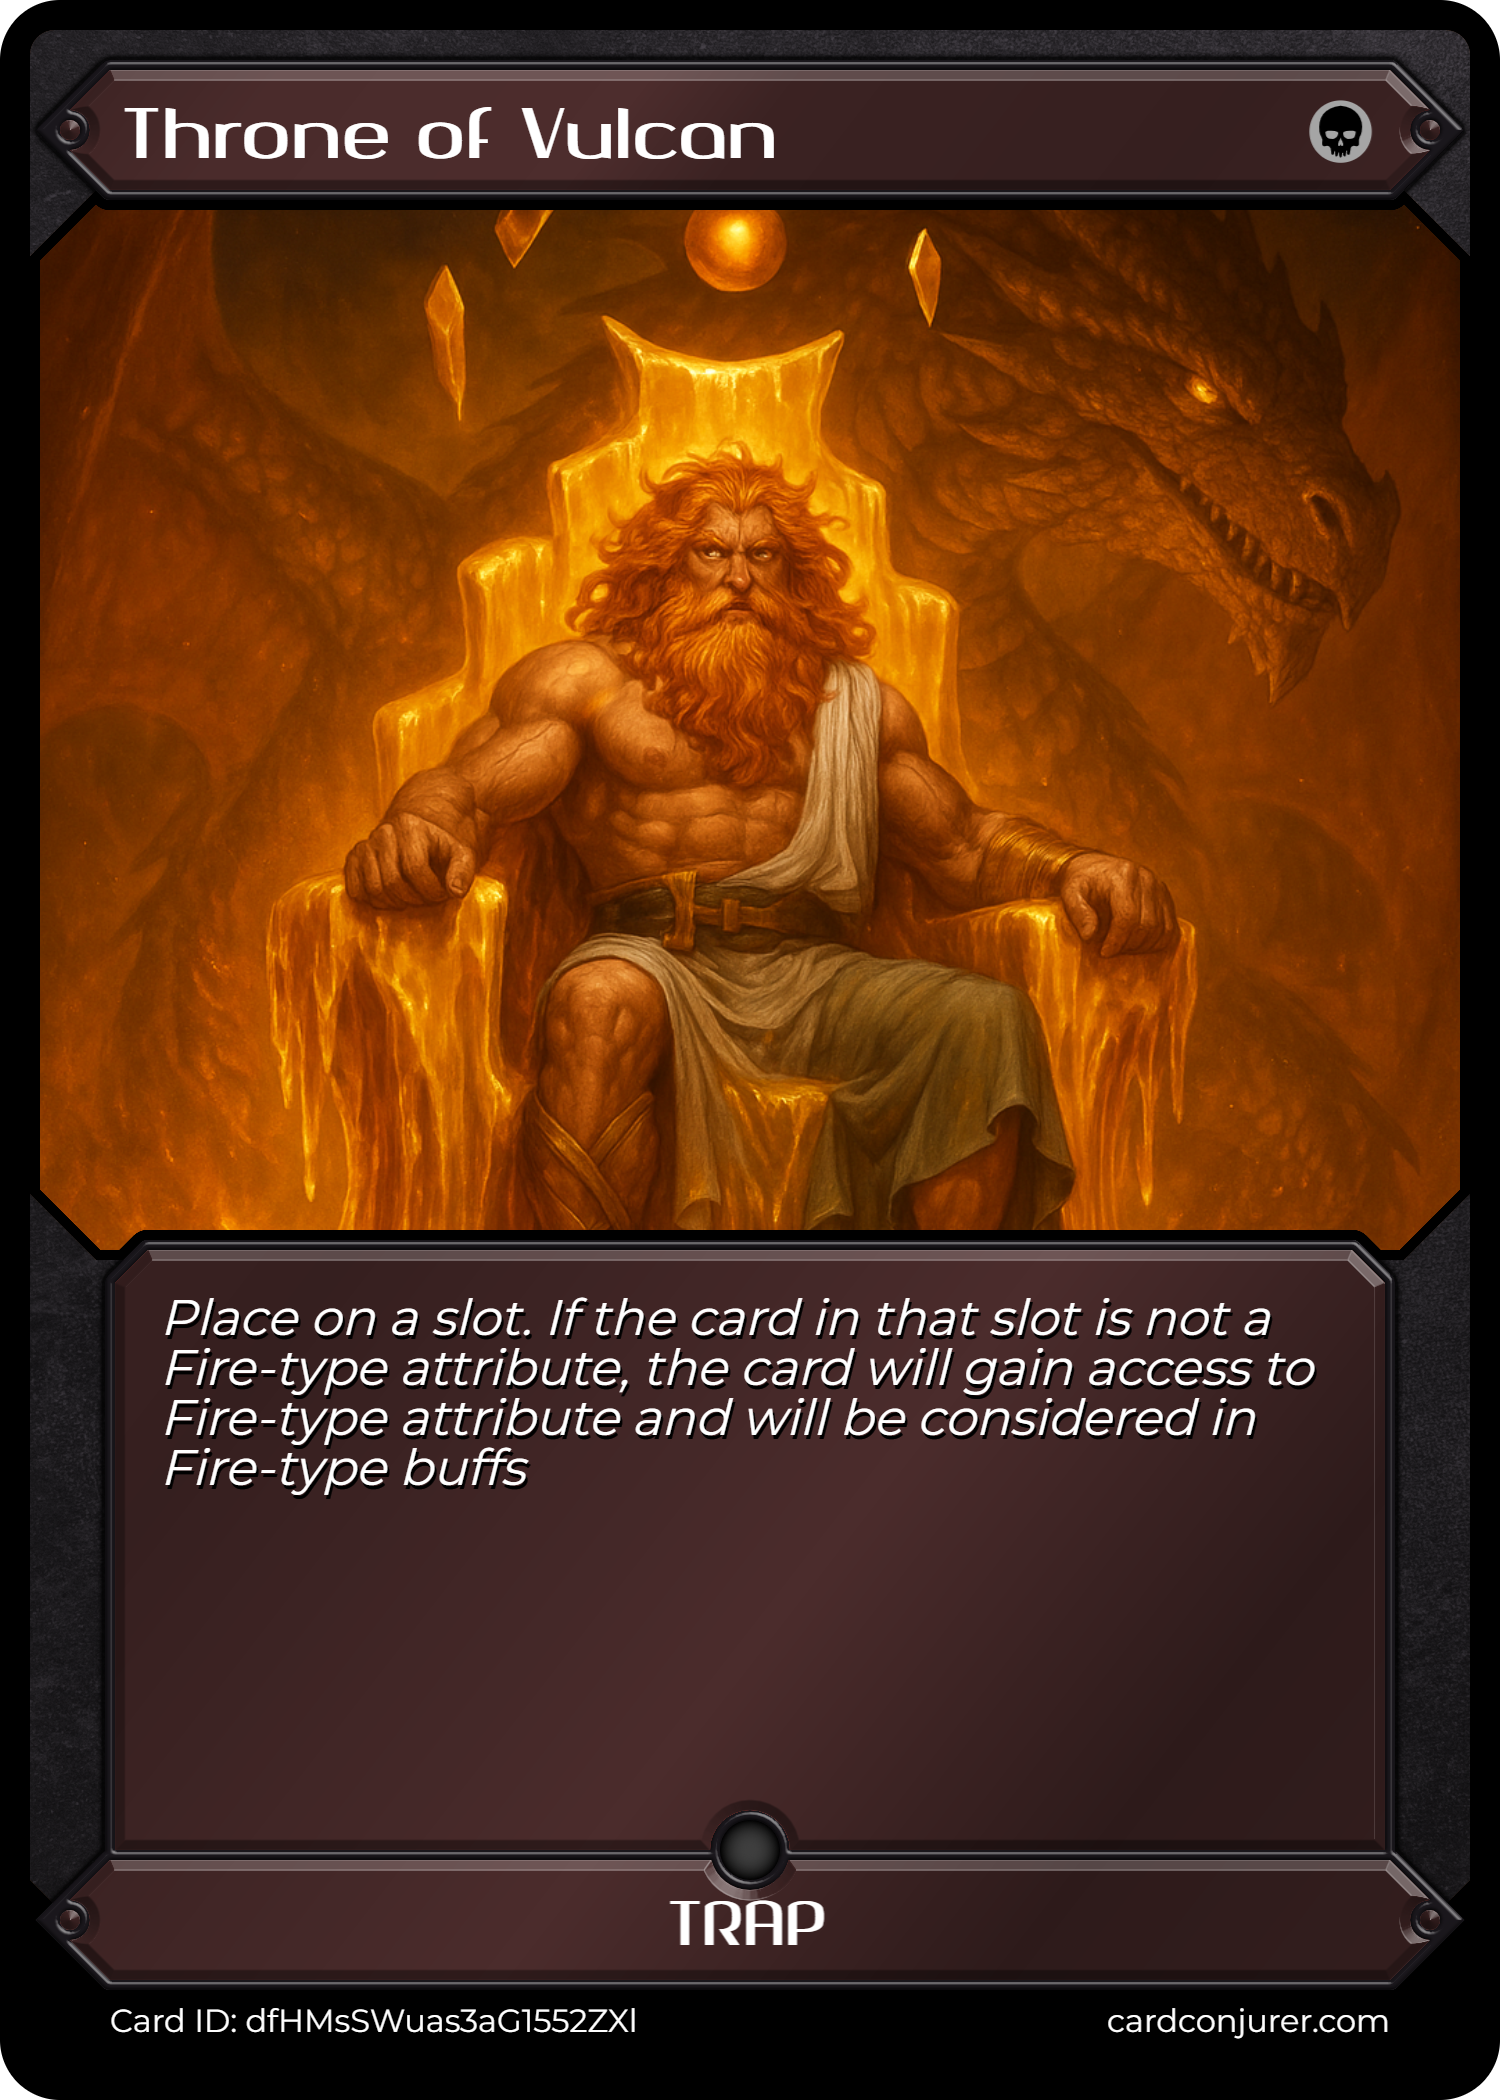 Throne of Vulcan
Place on a slot. If the card in that slot is not a
Fire-type attribute, the card will gain access to
Fire-type attribute and will be considered in
Fire-type buffs
TRAP
Card ID: dfHMsSWuas3aG1552ZXl
cardconjurer.com